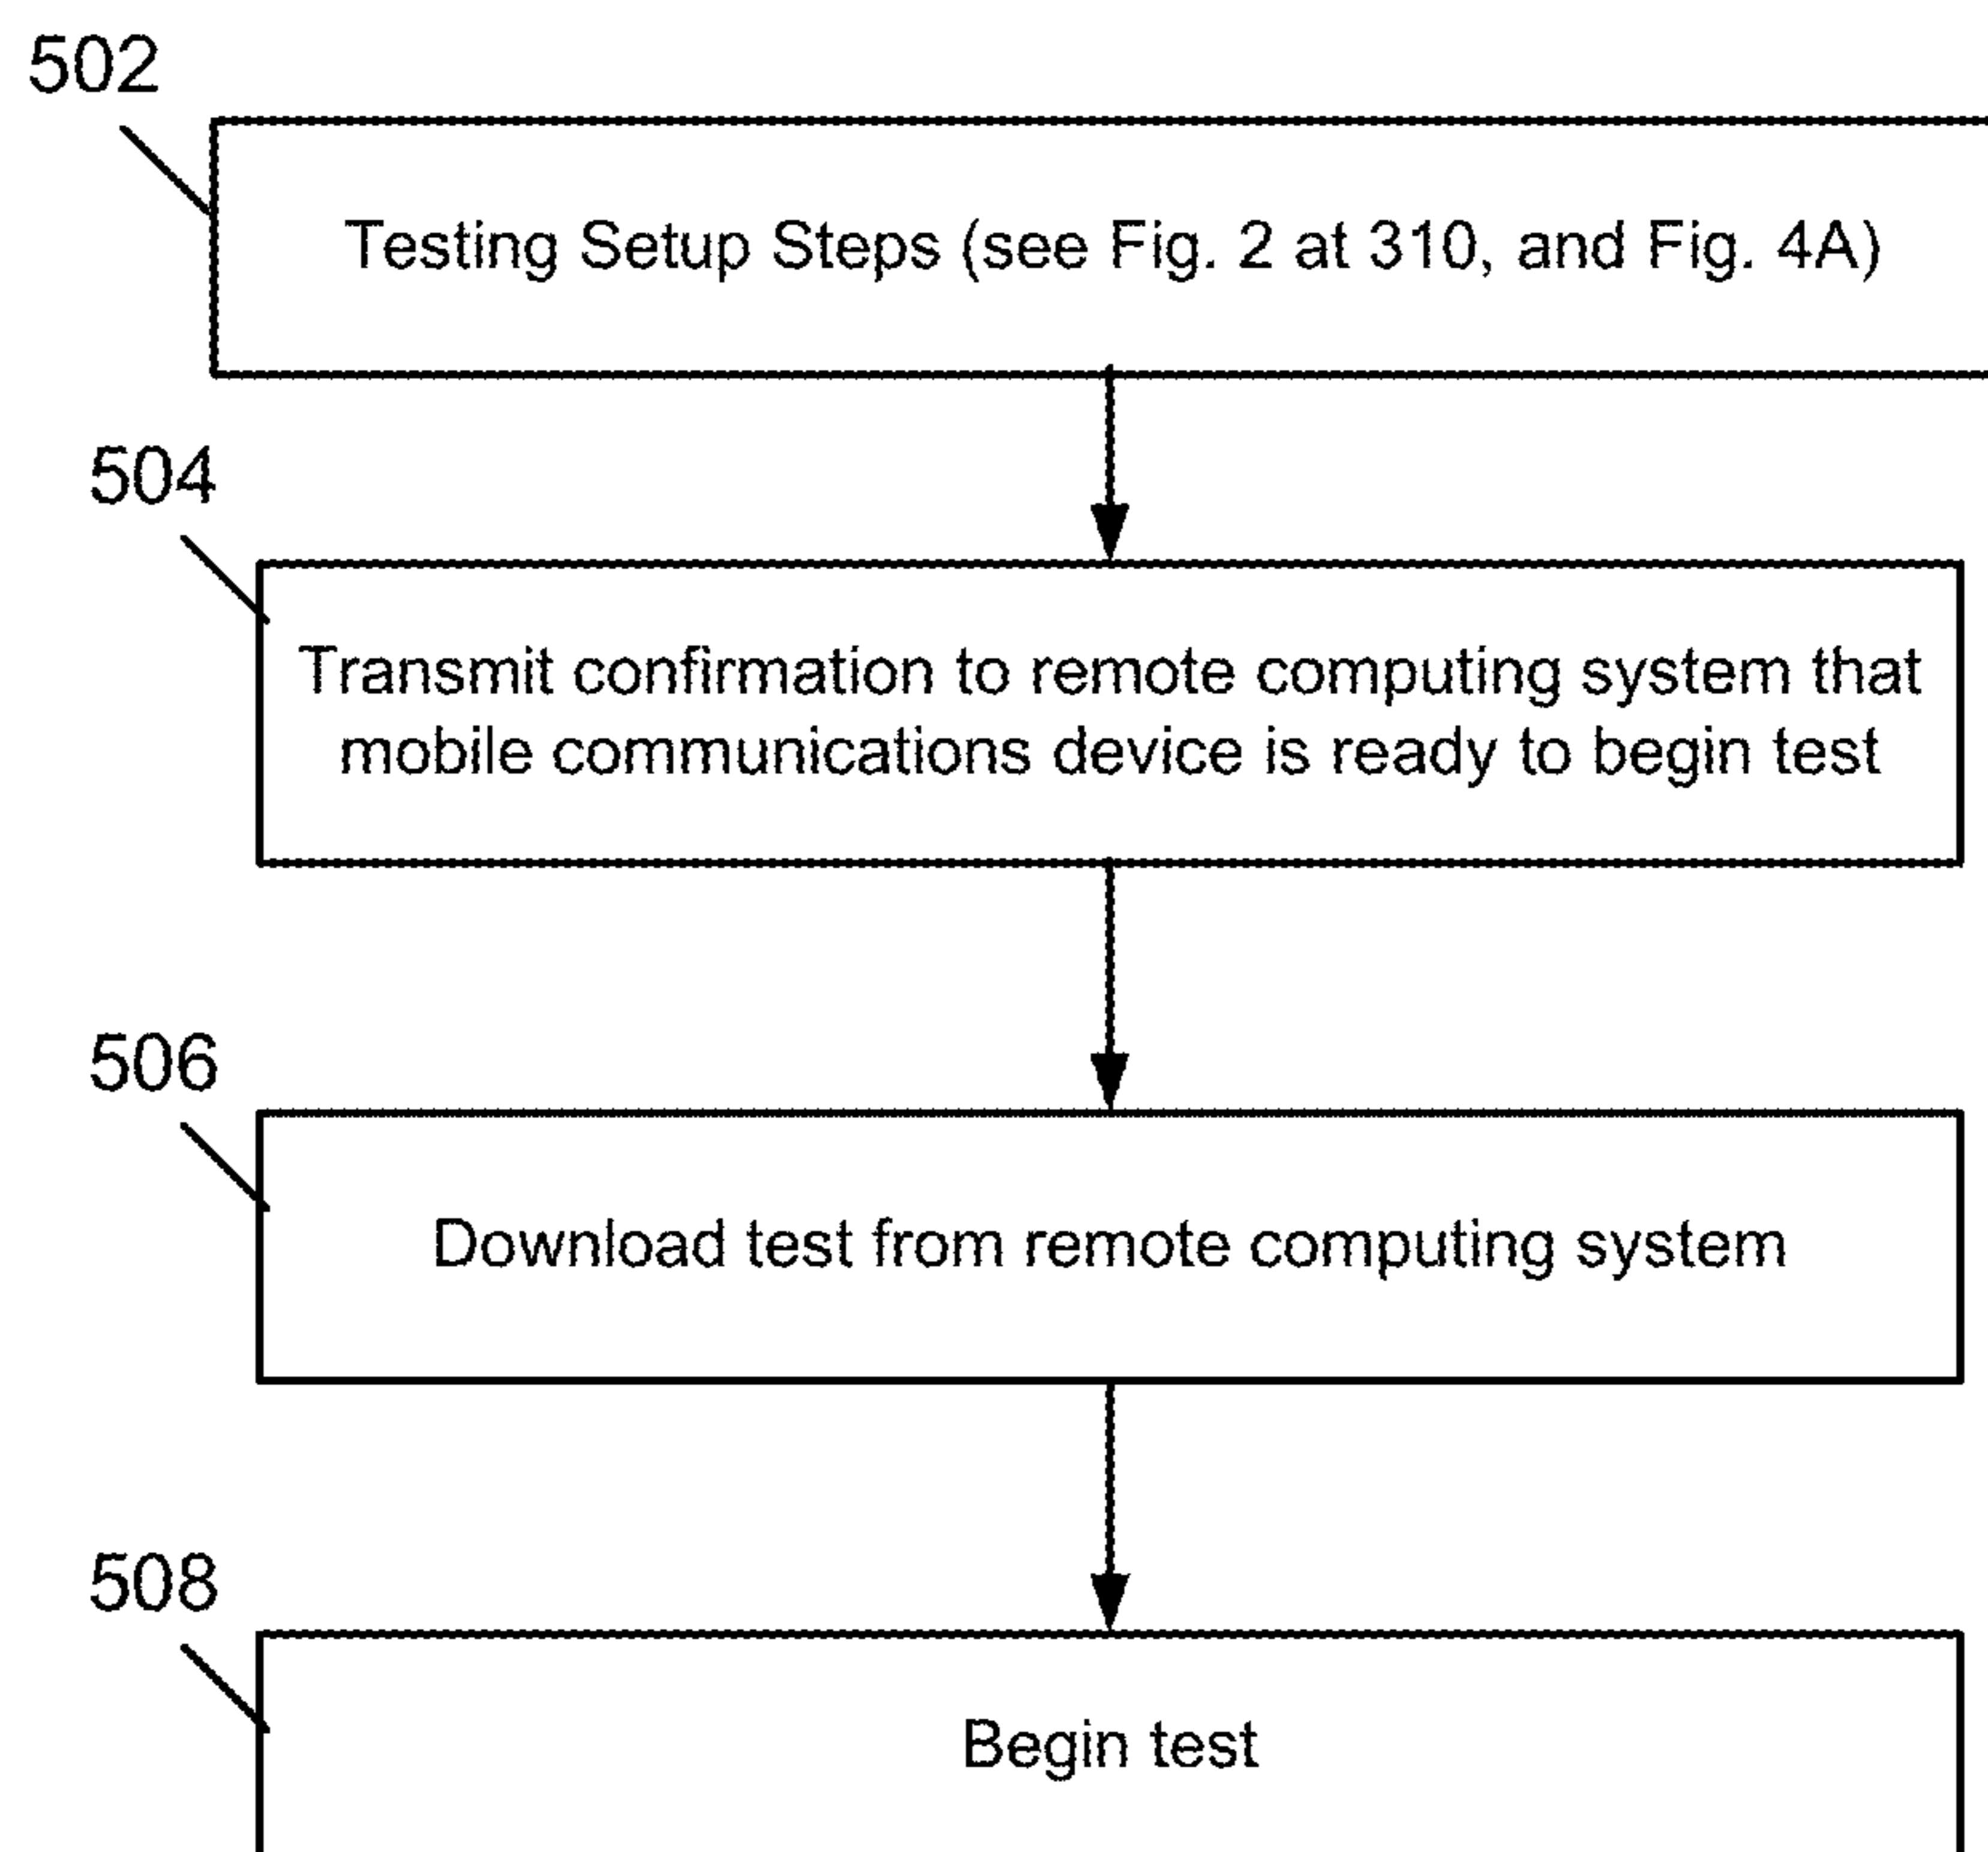 502
Testing Setup Steps (see Fig. 2 at 310, and Fig. 4A)
504
Transmit confirmation to remote computing system that
mobile communications device is ready to begin test
506
Download test from remote computing system
508
Begin test